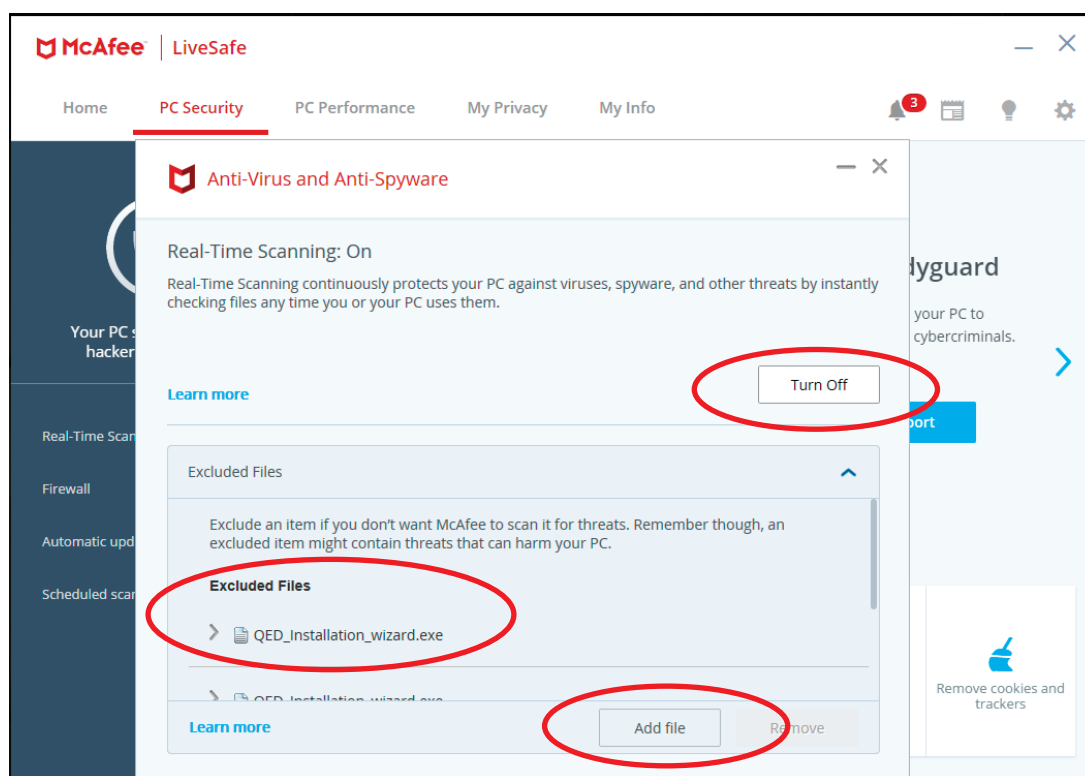 McAfee™ | LiveSafe
Home PC Security PC Performance My Privacy My Info 3
Anti-Virus and Anti-Spyware
Real-Time Scanning: On
Real-Time Scanning continuously protects your PC against viruses, spyware, and other threats by instantly
checking files any time you or your PC uses them.
Learn more
Turn Off
Excluded Files
Exclude an item if you don't want McAfee to scan it for threats. Remember though, an
excluded item might contain threats that can harm your PC.
Excluded Files
QED_Installation_wizard.exe
QED_Installation_wizard.exe
Learn more
Add file
Remove
Your PC s
hacker
Real-Time Scan
Firewall
Automatic upd
Scheduled scan
dyguard
your PC to
cybercriminals.
port
Remove cookies and
trackers